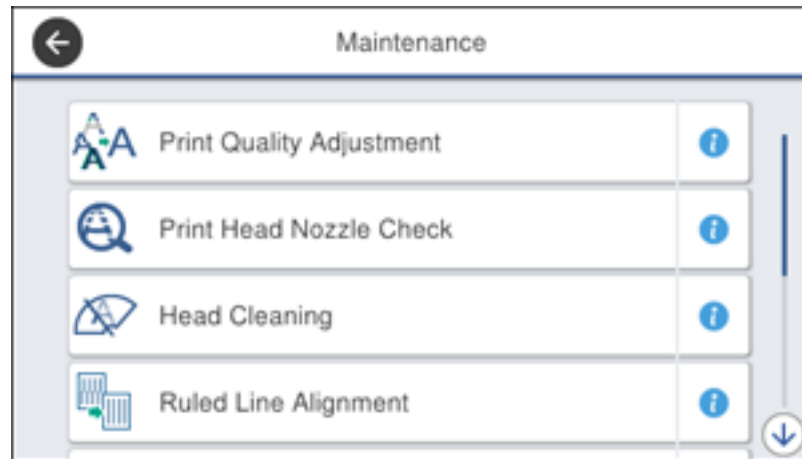 Maintenance
Print Quality Adjustment
Print Head Nozzle Check
Head Cleaning
Ruled Line Alignment